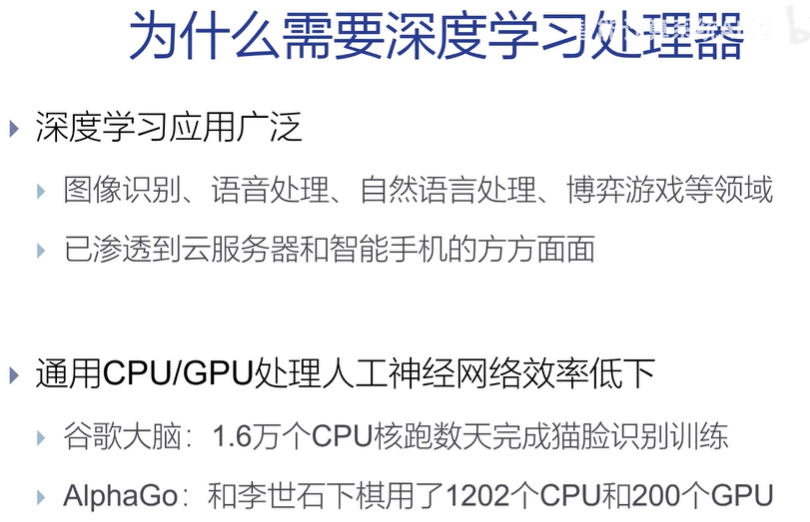 为什么需要深度学习处理器
深度学习应用广泛
图像识别、语音处理、自然语言处理、博弈游戏等领域
已渗透到云服务器和智能手机的方方面面
通用CPU/GPU处理人工神经网络效率低下
谷歌大脑：1.6万个CPU核跑数天完成猫脸识别训练
AlphaGo：和李世石下棋用了1202个CPU和200个GPU